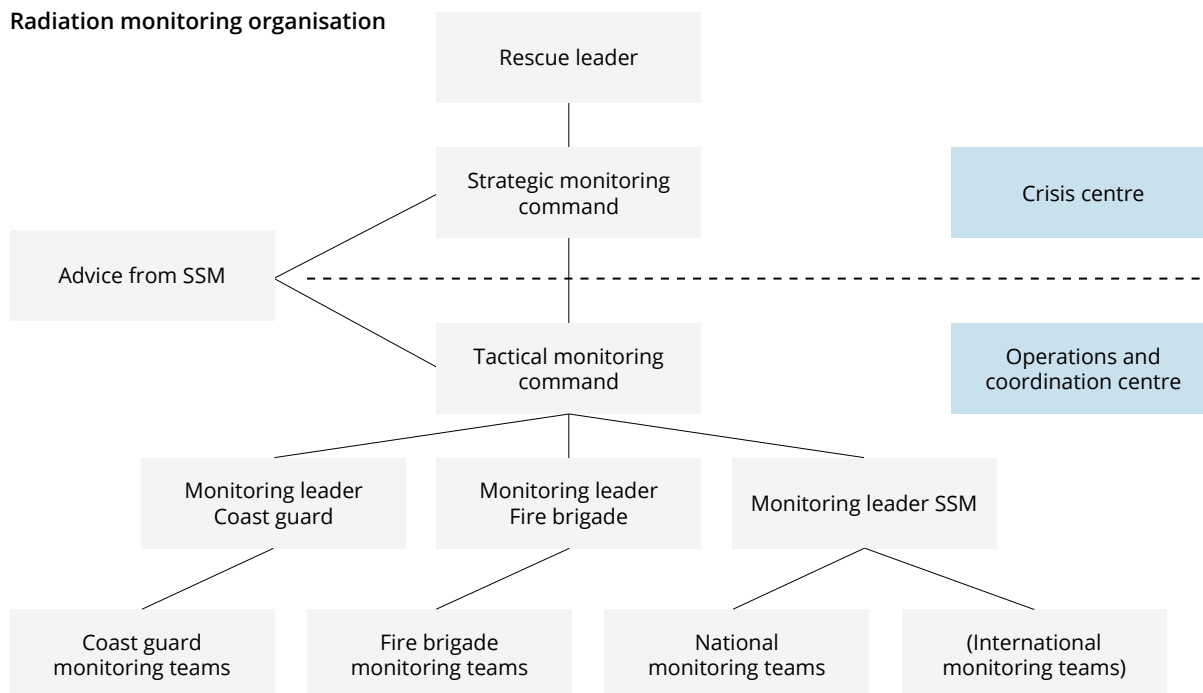 Radiation monitoring organisation
Rescue leader
Strategic monitoring
command
Crisis centre
Advice from SSM
Tactical monitoring
command
Operations and
coordination centre
Monitoring leader
Coast guard
Monitoring leader
Fire brigade
Monitoring leader SSM
Coast guard
monitoring teams
Fire brigade
monitoring teams
National
monitoring teams
(International
monitoring teams)